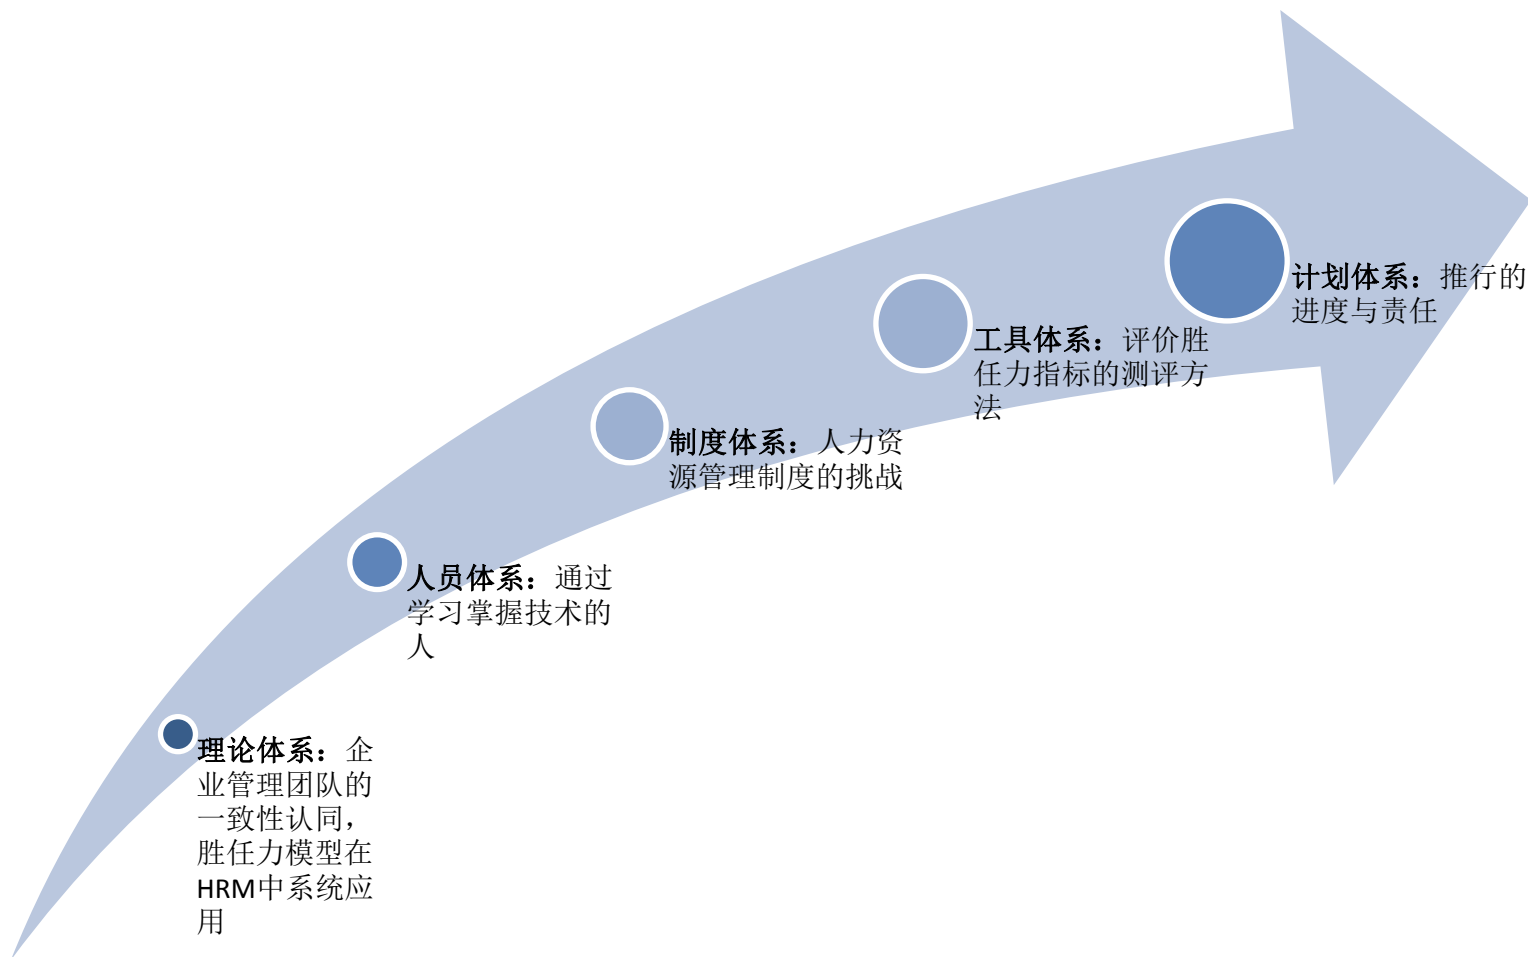 理论体系：企
业管理团队的
一致性认同，
胜任力模型在
HRM中系统应
用
人员体系：通过
学习掌握技术的
人
制度体系：人力资
源管理制度的挑战
工具体系：评价胜
任力指标的测评方
法
计划体系：推行的
进度与责任